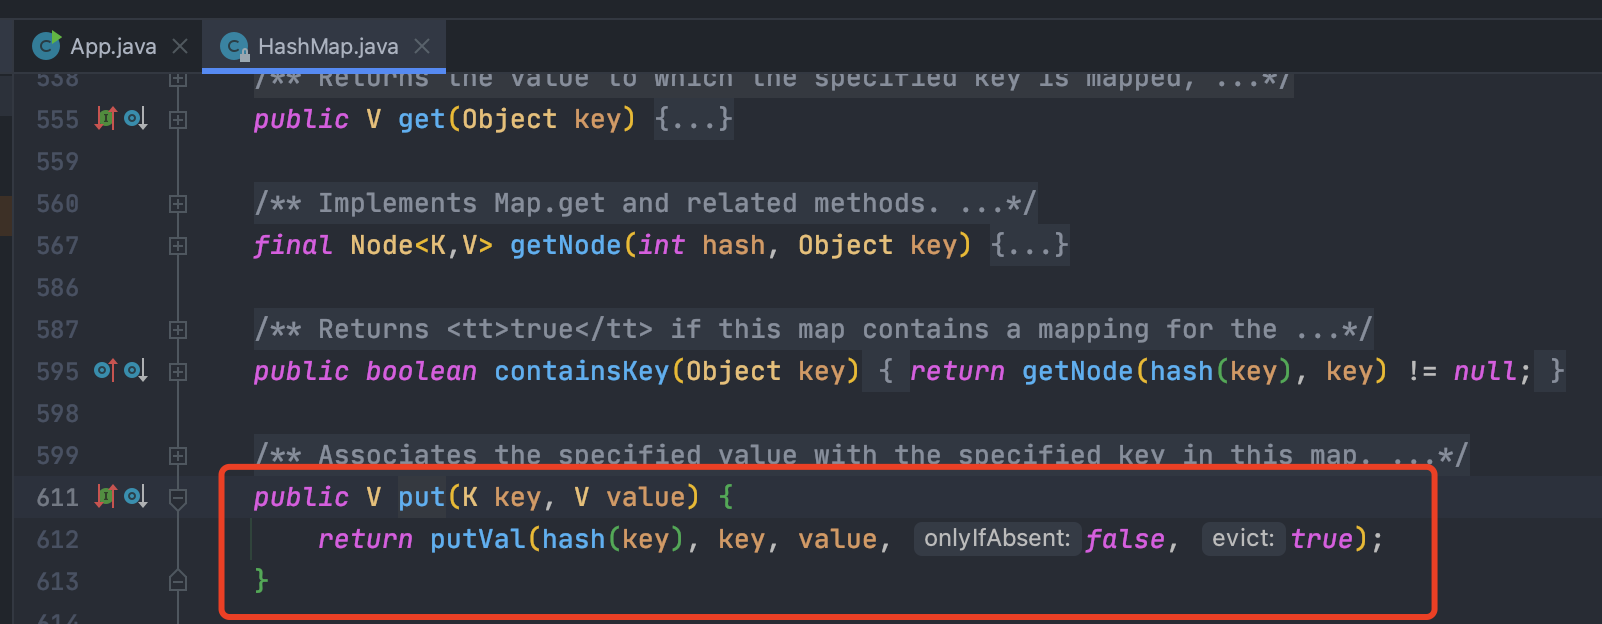 App.java HashMap.java
538 /** Returns the value to which the specified key is mapped, ...*/
555 public V get(Object key) {...}
559
560 /** Implements Map.get and related methods. ...*/
567 final Node<K,V> getNode(int hash, Object key) {...}
586
587 /** Returns <tt>true</tt> if this map contains a mapping for the ...*/
595 public boolean containsKey(Object key) { return getNode(hash(key), key) != null; }
598
599 /** Associates the specified value with the specified key in this map. ...*/
611 public V put(K key, V value) {
612 return putVal(hash(key), key, value, onlyIfAbsent: false, evict: true);
613 }
614